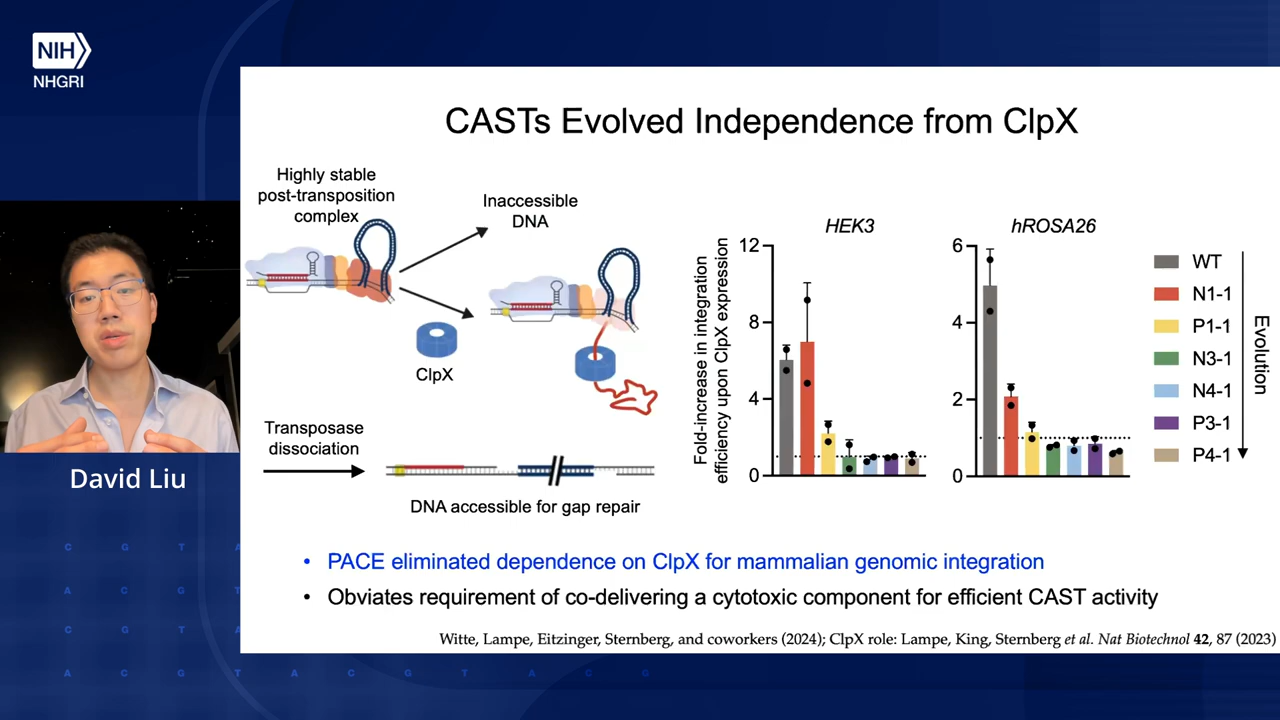 NIH
NHGRI
CASTs Evolved Independence from ClpX
Highly stable
post-transposition
complex
Inaccessible
DNA
ClpX
Transposase
dissociation
DNA accessible for gap repair
Fold-increase in integration
efficiency upon ClpX expression
HEK3
12
8
4
0
hROSA26
6
4
2
0
WT
N1-1
P1-1
N3-1
N4-1
P3-1
P4-1
Evolution
• PACE eliminated dependence on ClpX for mammalian genomic integration
• Obviates requirement of co-delivering a cytotoxic component for efficient CAST activity
Witte, Lampe, Eitzinger, Sternberg, and coworkers (2024); ClpX role: Lampe, King, Sternberg et al. Nat Biotechnol 42, 87 (2023)
David Liu
C G T A
A C G T
C G T A
A C G T A C G T A C G